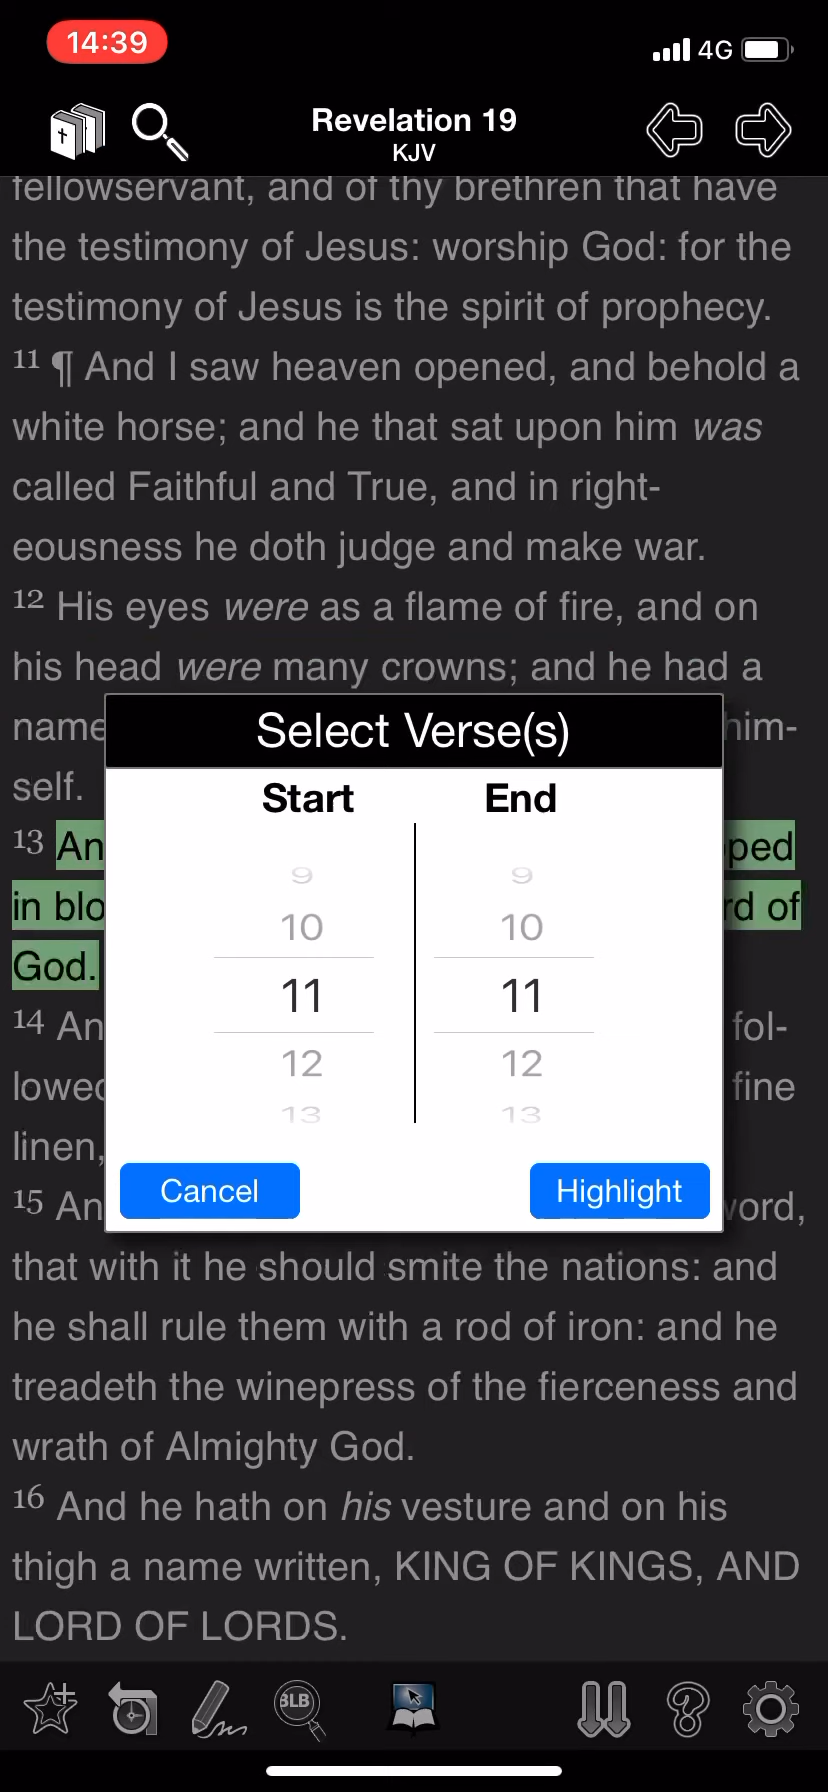 14:39
4G
Revelation 19
KJV
fellowservant, and of thy brethren that have
the testimony of Jesus: worship God: for the
testimony of Jesus is the spirit of prophecy.
11 ¶ And I saw heaven opened, and behold a
white horse; and he that sat upon him was
called Faithful and True, and in right-
eousness he doth judge and make war.
12 His eyes were as a flame of fire, and on
his head were many crowns; and he had a
name him-
self.
13 An pped
in blo rd of
God.
14 An fol-
lowed fine
linen,
15 An word,
Select Verse(s)
Start End
9 9
10 10
11 11
12 12
13 13
Cancel Highlight
that with it he should smite the nations: and
he shall rule them with a rod of iron: and he
treadeth the winepress of the fierceness and
wrath of Almighty God.
16 And he hath on his vesture and on his
thigh a name written, KING OF KINGS, AND
LORD OF LORDS.
BLB